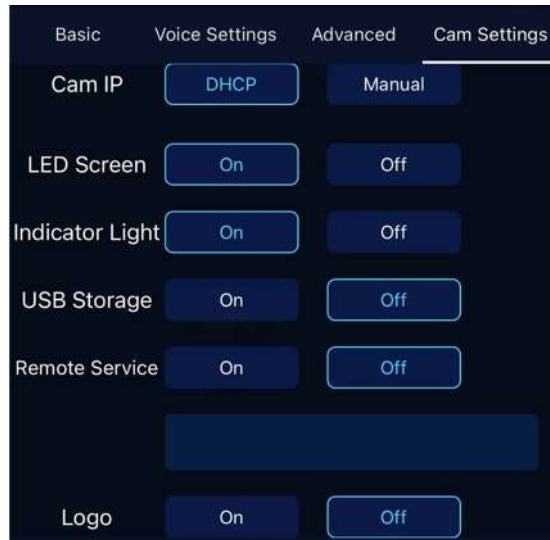 Basic Voice Settings Advanced Cam Settings
Cam IP DHCP Manual
LED Screen On Off
Indicator Light On Off
USB Storage On Off
Remote Service On Off
Logo On Off